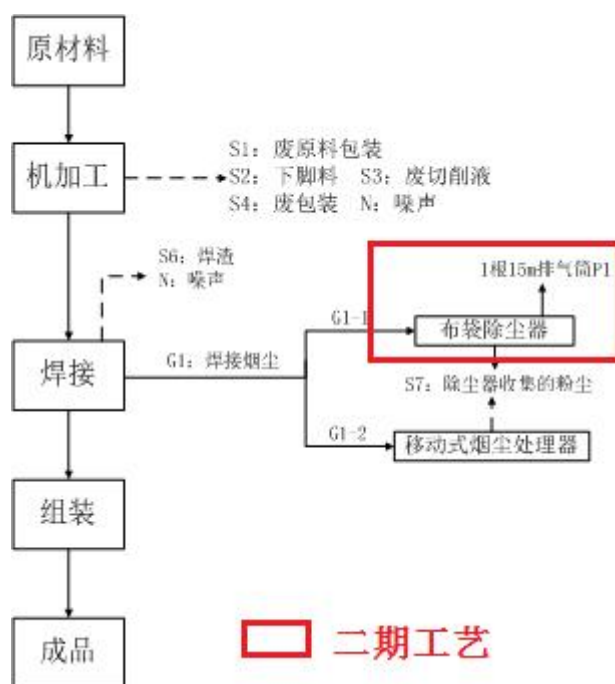 原材料
机加工
S1：废原料包装
S2：下脚料 S3：废切削液
S4：废包装 N：噪声
S6：焊渣
N：噪声
1根15m排气筒P1
G1-1
布袋除尘器
焊接
G1：焊接烟尘
S7：除尘器收集的粉尘
G1-2
移动式烟尘处理器
组装
成品
二期工艺